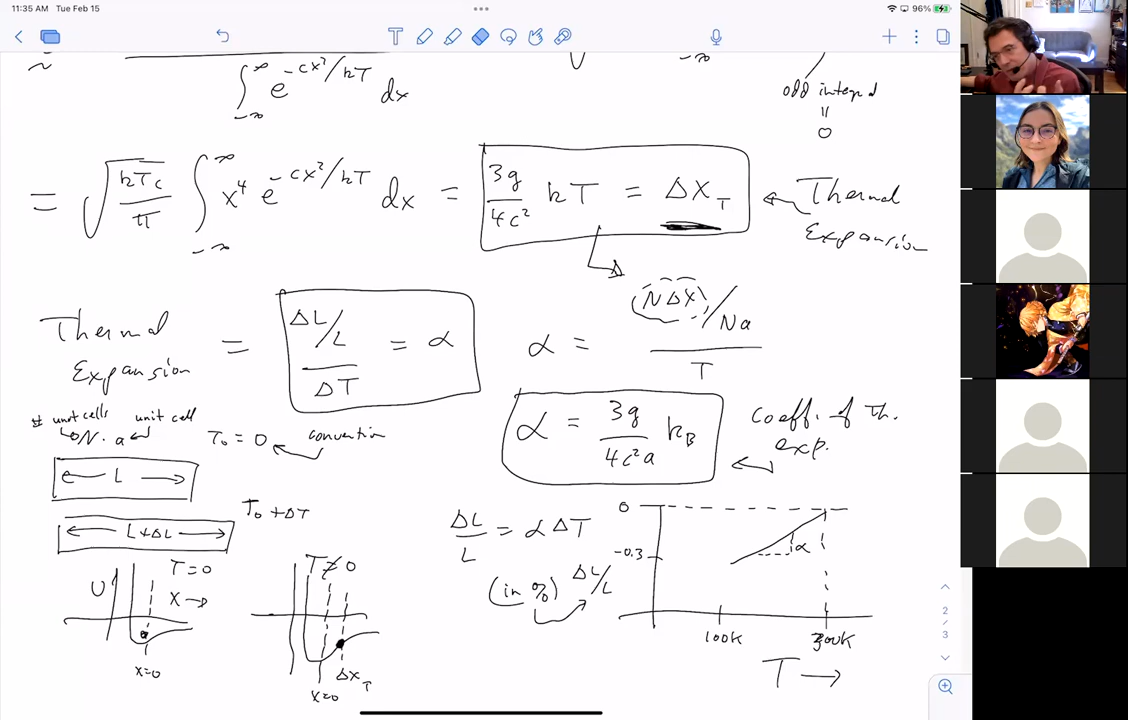 11:35 AM Tue Feb 15
96%
∫_{-∞}^{∞} e^{-cx²/kT} dx
odd integral
=
0
= √(kTc/π) ∫_{-∞}^{∞} x⁴ e^{-cx²/kT} dx = 3g/4c² kT = Δx_T ← Thermal Expansion
Thermal Expansion = (ΔL/L)/ΔT = α
α = (NΔX)/Na / T
α = 3g/4c²a k_B
coeff. of th. exp.
# unit cells
unit cell
N · a
T₀ = 0
convention
← L →
← L+ΔL →
T₀ + ΔT
U
T=0
x →
x=0
T ≠ 0
x=0
Δx_T
ΔL/L = α ΔT
(in %) ΔL/L
0
-0.3
α
100K
300K
T →
2
3